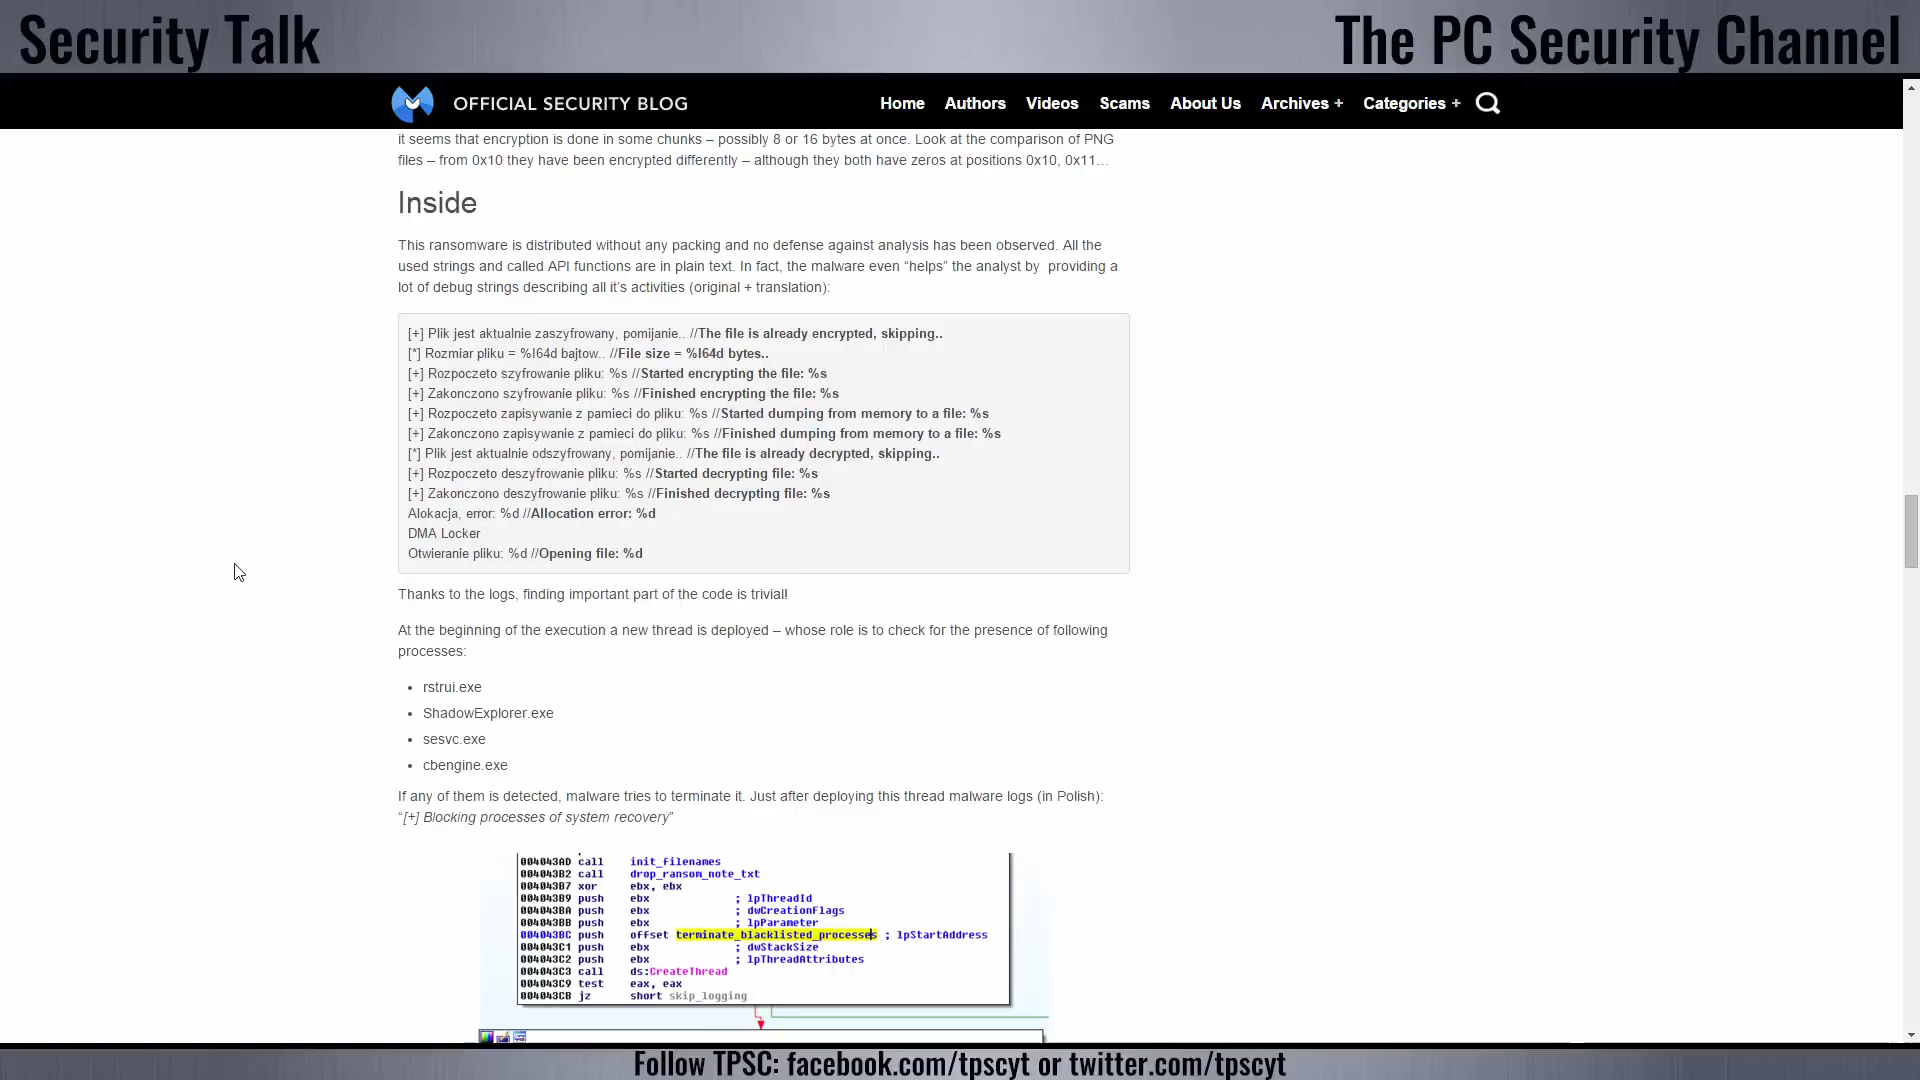 Security Talk
The PC Security Channel
OFFICIAL SECURITY BLOG
Home Authors Videos Scams About Us Archives + Categories +
it seems that encryption is done in some chunks – possibly 8 or 16 bytes at once. Look at the comparison of PNG
files – from 0x10 they have been encrypted differently – although they both have zeros at positions 0x10, 0x11…
Inside
This ransomware is distributed without any packing and no defense against analysis has been observed. All the
used strings and called API functions are in plain text. In fact, the malware even “helps” the analyst by  providing a
lot of debug strings describing all it’s activities (original + translation):
[+] Plik jest aktualnie zaszyfrowany, pomijanie.. //The file is already encrypted, skipping..
[*] Rozmiar pliku = %I64d bajtow.. //File size = %I64d bytes..
[+] Rozpoczeto szyfrowanie pliku: %s //Started encrypting the file: %s
[+] Zakonczono szyfrowanie pliku: %s //Finished encrypting the file: %s
[+] Rozpoczeto zapisywanie z pamieci do pliku: %s //Started dumping from memory to a file: %s
[+] Zakonczono zapisywanie z pamieci do pliku: %s //Finished dumping from memory to a file: %s
[*] Plik jest aktualnie odszyfrowany, pomijanie.. //The file is already decrypted, skipping..
[+] Rozpoczeto deszyfrowanie pliku: %s //Started decrypting file: %s
[+] Zakonczono deszyfrowanie pliku: %s //Finished decrypting file: %s
Alokacja, error: %d //Allocation error: %d
DMA Locker
Otwieranie pliku: %d //Opening file: %d
Thanks to the logs, finding important part of the code is trivial!
At the beginning of the execution a new thread is deployed – whose role is to check for the presence of following
processes:
• rstrui.exe
• ShadowExplorer.exe
• sesvc.exe
• cbengine.exe
If any of them is detected, malware tries to terminate it. Just after deploying this thread malware logs (in Polish):
“[+] Blocking processes of system recovery”
004043AD call init_filenames
004043B2 call drop_ransom_note_txt
004043B7 xor ebx, ebx
004043B9 push ebx ; lpThreadId
004043BA push ebx ; dwCreationFlags
004043BB push ebx ; lpParameter
004043BC push offset terminate_blacklisted_processes ; lpStartAddress
004043C1 push ebx ; dwStackSize
004043C2 push ebx ; lpThreadAttributes
004043C3 call ds:CreateThread
004043C9 test eax, eax
004043CB jz short skip_logging
Follow TPSC: facebook.com/tpscyt or twitter.com/tpscyt